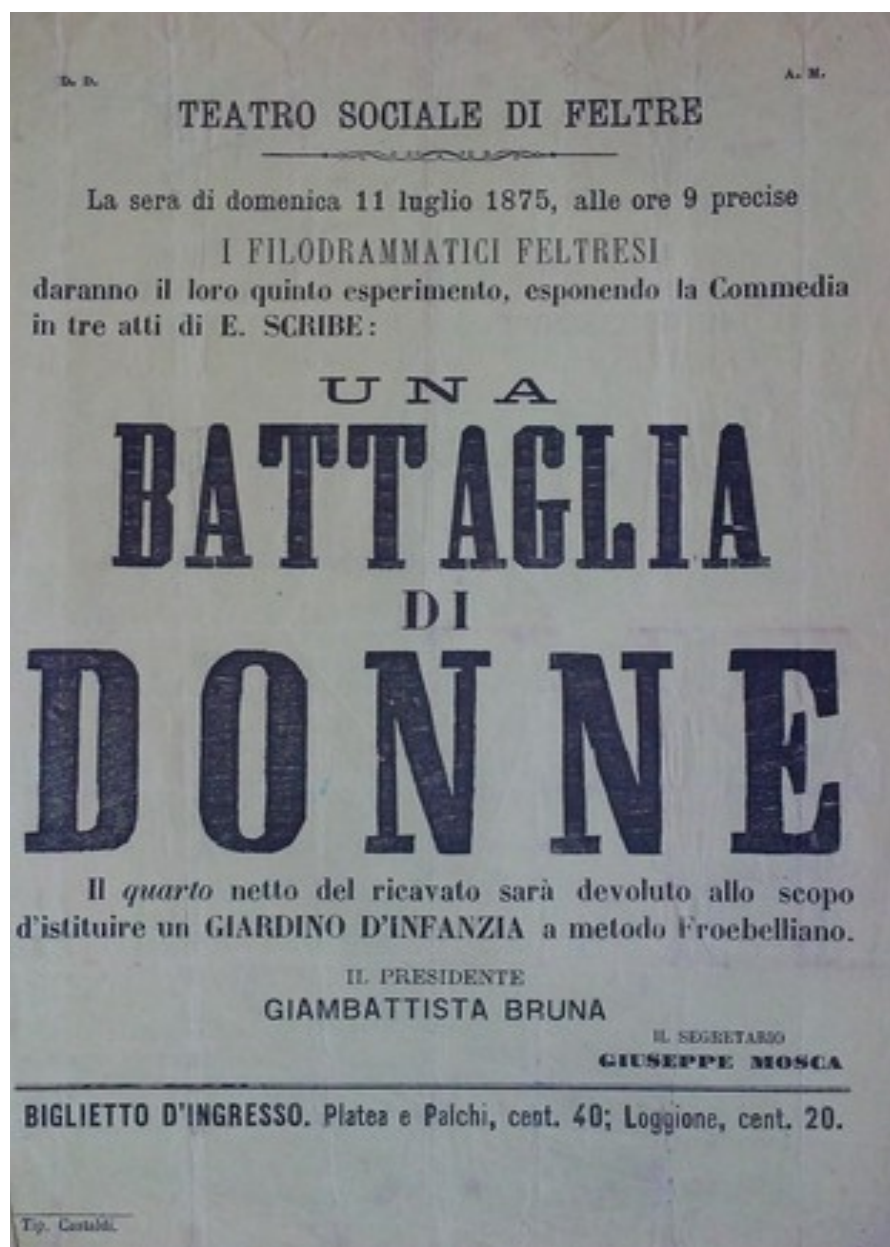 D. D.
A. M.
TEATRO SOCIALE DI FELTRE
La sera di domenica 11 luglio 1875, alle ore 9 precise
I FILODRAMMATICI FELTRESI
daranno il loro quinto esperimento, esponendo la Commedia
in tre atti di E. SCRIBE:
UNA
BATTAGLIA
DI
DONNE
Il quarto netto del ricavato sarà devoluto allo scopo
d'istituire un GIARDINO D'INFANZIA a metodo Froebelliano.
IL PRESIDENTE
GIAMBATTISTA BRUNA
IL SEGRETARIO
GIUSEPPE MOSCA
BIGLIETTO D'INGRESSO. Platea e Palchi, cent. 40; Loggione, cent. 20.
Tip. Castaldi.